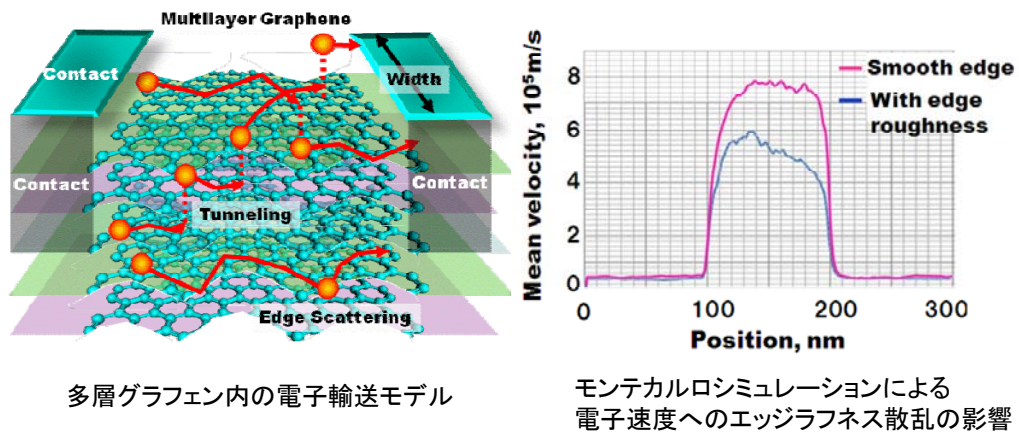 Multilayer Graphene
Contact
Width
Contact
Contact
Tunneling
Edge Scattering
多層グラフェン内の電子輸送モデル
Mean velocity, 10⁵m/s
8
6
4
2
0
0
100
200
300
Position, nm
Smooth edge
With edge
roughness
モンテカルロシミュレーションによる
電子速度へのエッジラフネス散乱の影響